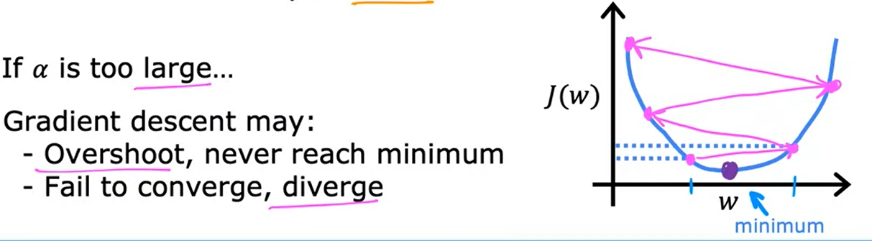 If α is too large...
Gradient descent may:
- Overshoot, never reach minimum
- Fail to converge, diverge
J(w)
w
minimum